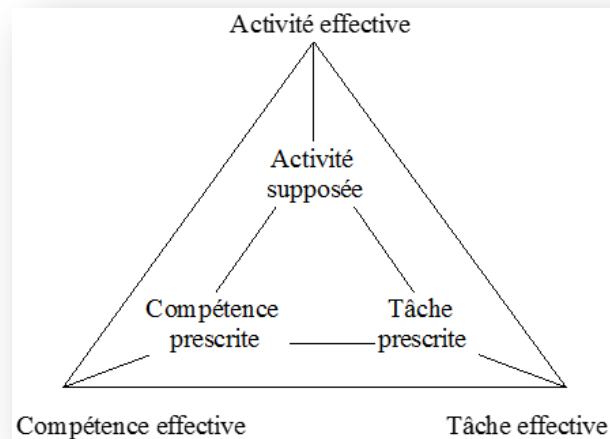 Activité effective
Activité
supposée
Compétence
prescrite
Tâche
prescrite
Compétence effective
Tâche effective